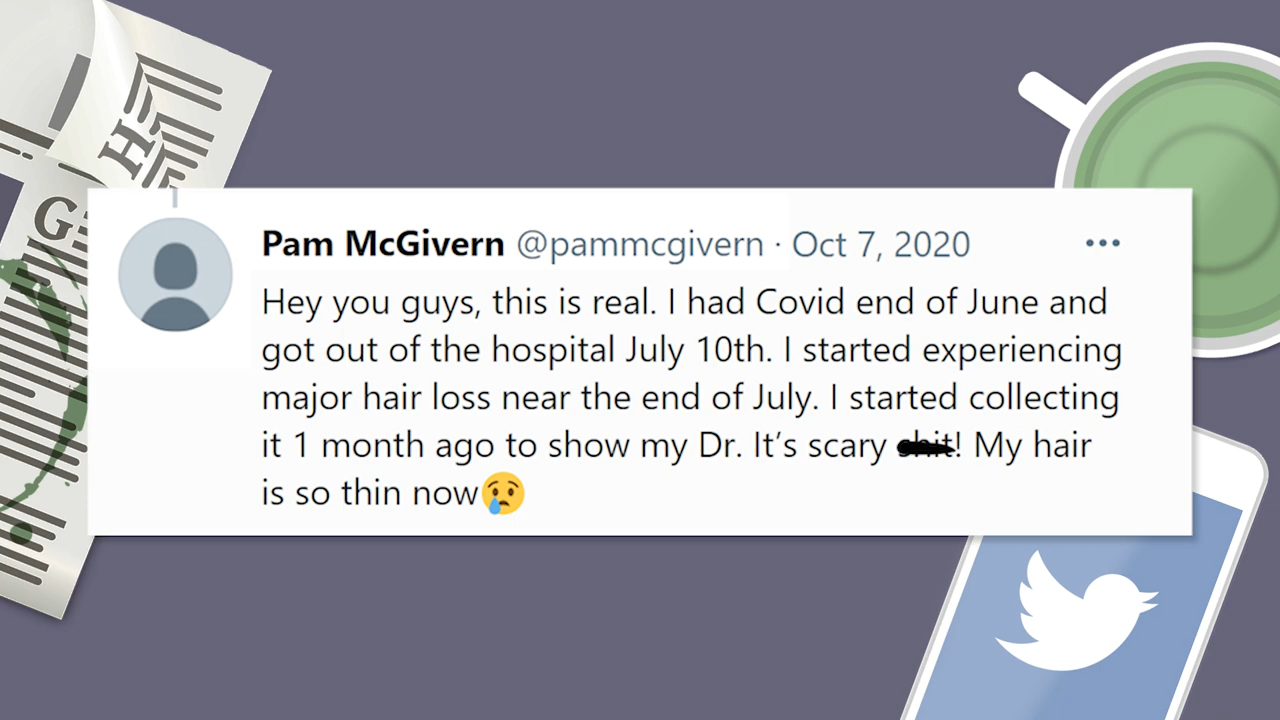 H
G
Pam McGivern @pammcgivern · Oct 7, 2020
Hey you guys, this is real. I had Covid end of June and
got out of the hospital July 10th. I started experiencing
major hair loss near the end of July. I started collecting
it 1 month ago to show my Dr. It’s scary shit! My hair
is so thin now😢